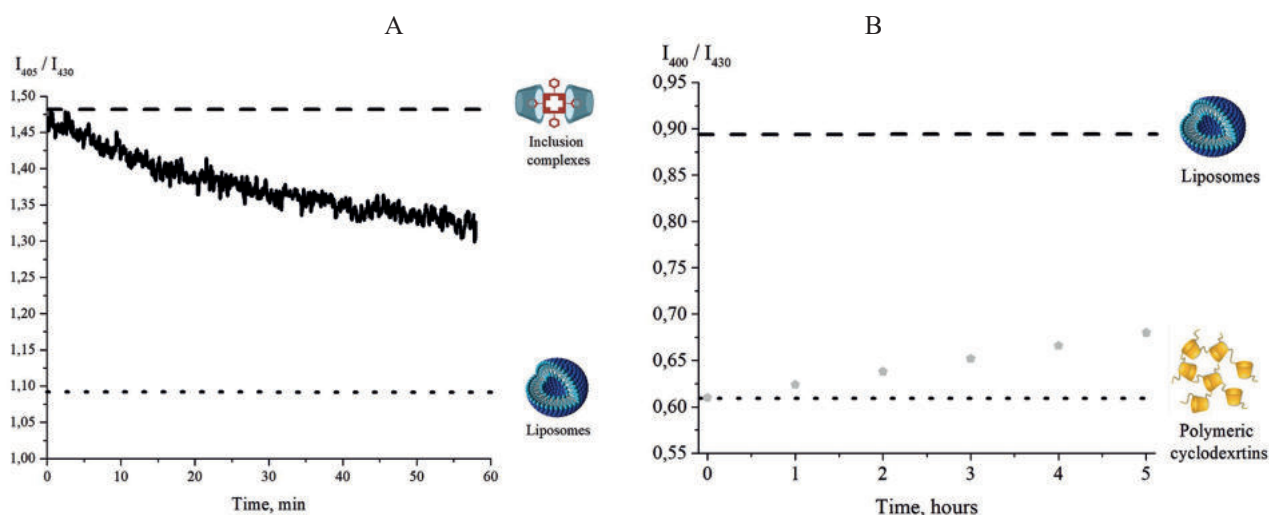 A
I405 / I430
1,50
1,45
1,40
1,35
1,30
1,25
1,20
1,15
1,10
1,05
1,00
0
10
20
30
40
50
60
Time, min
Inclusion
complexes
Liposomes
B
I400 / I430
0,95
0,90
0,85
0,80
0,75
0,70
0,65
0,60
0,55
0
1
2
3
4
5
Time, hours
Liposomes
Polymeric
cyclodexrtins